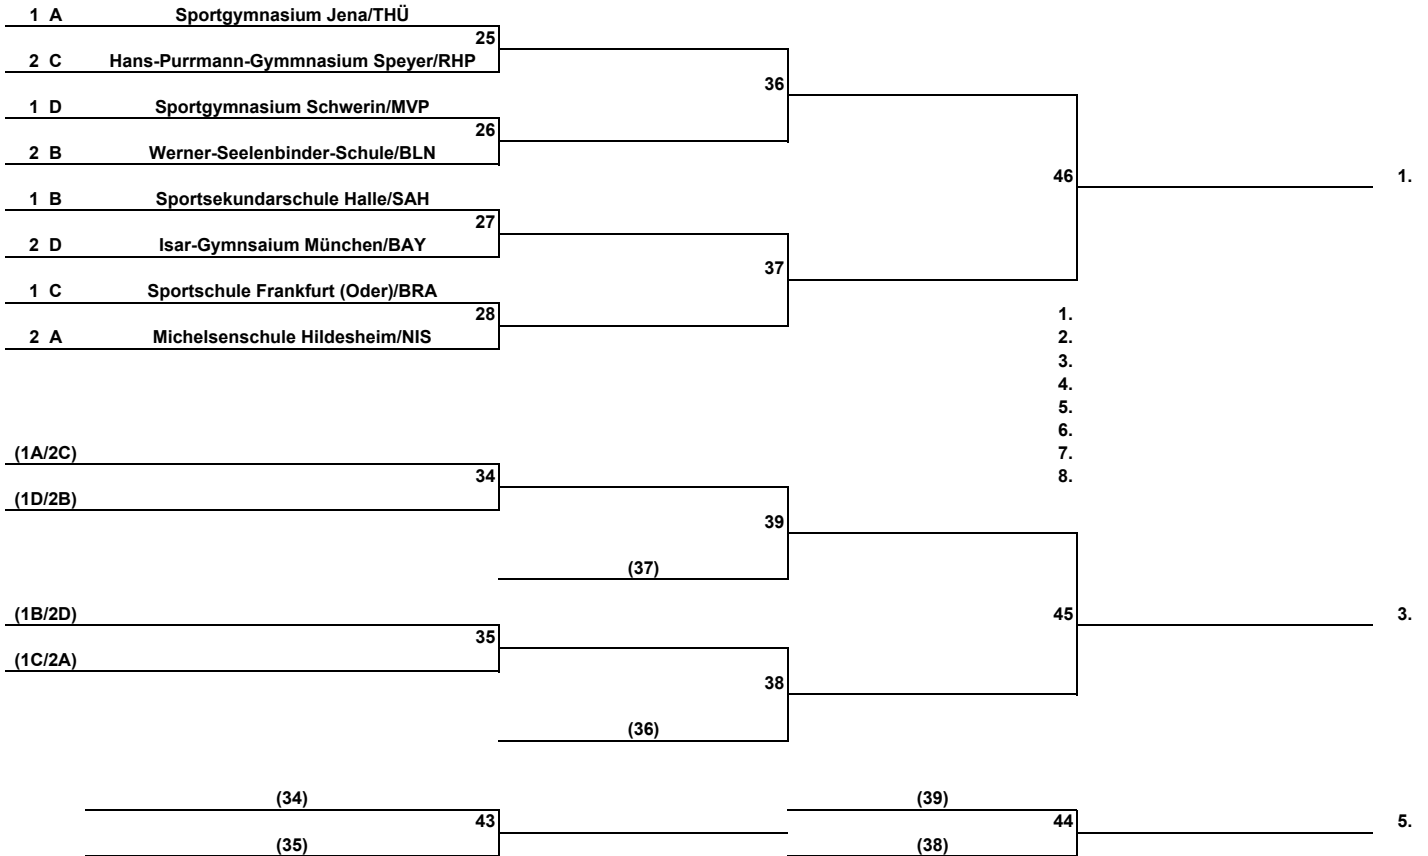 1 A Sportgymnasium Jena/THÜ
25
2 C Hans-Purrmann-Gymmnasium Speyer/RHP
36
1 D Sportgymnasium Schwerin/MVP
26
2 B Werner-Seelenbinder-Schule/BLN
46 1.
1 B Sportsekundarschule Halle/SAH
27
2 D Isar-Gymnsaium München/BAY
37
1 C Sportschule Frankfurt (Oder)/BRA
28 1.
2 A Michelsenschule Hildesheim/NIS 2.
3.
4.
5.
6.
(1A/2C) 7.
34 8.
(1D/2B)
39
(37)
(1B/2D) 45 3.
35
(1C/2A)
38
(36)
(34) (39)
43 44 5.
(35) (38)